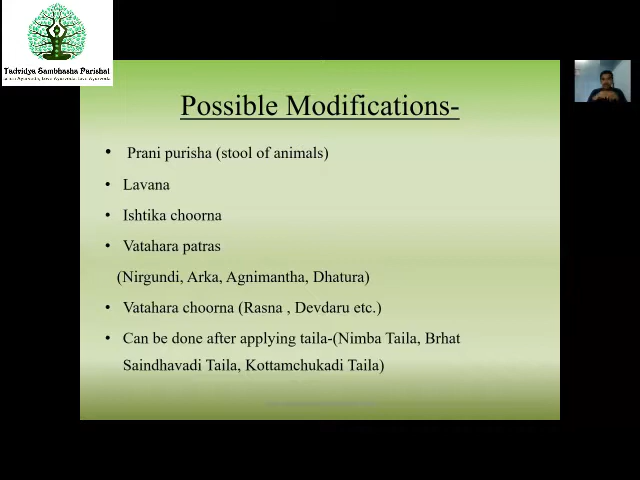 Tadvidya Sambhasha Parishat
Possible Modifications-
• Prani purisha (stool of animals)
• Lavana
• Ishtika choorna
• Vatahara patras
(Nirgundi, Arka, Agnimantha, Dhatura)
• Vatahara choorna (Rasna , Devdaru etc.)
• Can be done after applying taila-(Nimba Taila, Brhat
Saindhavadi Taila, Kottamchukadi Taila)